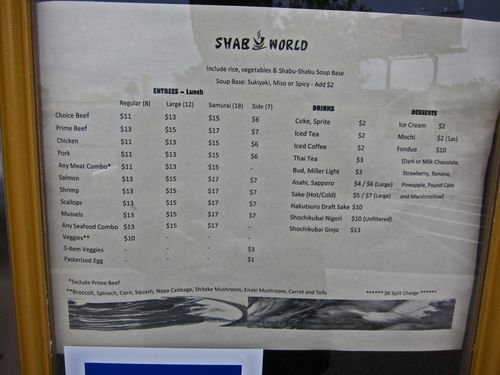 SHAB WORLD
Include rice, vegetables & Shabu-Shabu Soup Base
Soup Base: Sukiyaki, Miso or Spicy - Add $2
ENTREES – Lunch
Regular (8) Large (12) Samurai (18) Side (7)
Choice Beef $11 $13 $15 $6
Prime Beef $13 $15 $17 $7
Chicken $11 $13 $15 $6
Pork $11 $13 $15 $6
Any Meat Combo* $11 $13 $15 -
Salmon $13 $15 $17 $7
Shrimp $13 $15 $17 $7
Scallops $13 $15 $17 $7
Mussels $13 $15 $17 $7
Any Seafood Combo $13 $15 $17 -
Veggies** $10 - - -
3-item Veggies - - - $3
Pasterized Egg - - - $1
DRINKS
Coke, Sprite $2
Iced Tea $2
Iced Coffee $2
Thai Tea $3
Bud, Miller Light $3
Asahi, Sapporo $4 / $6 (Large)
Sake (Hot/Cold) $5 / $7 (Large)
Hakutsuru Draft Sake $10
Shochikubai Nigori $10 (Unfiltered)
Shochikubai Ginjo $13
DESSERTS
Ice Cream $2
Mochi $2 (1pc)
Fondue $10
(Dark or Milk Chocolate,
Strawberry, Banana,
Pineapple, Pound Cake
and Marshmallow)
*Exclude Prime Beef
**Broccoli, Spinach, Corn, Squash, Napa Cabbage, Shitake Mushroom, Enoki Mushroom, Carrot and Tofu
****** $6 Split Charge ******